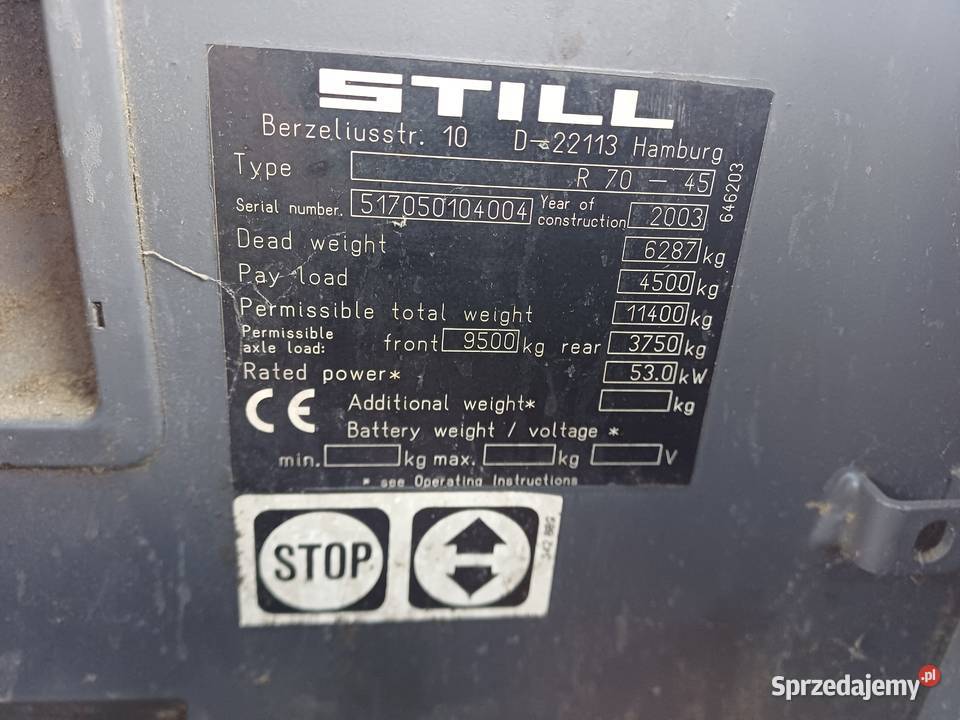 STILL
Berzeliusstr. 10 D-22113 Hamburg
Type R 70 - 45
646203
Serial number. 517050104004 Year of construction 2003
Dead weight 6287 kg
Pay load 4500 kg
Permissible total weight 11400 kg
Permissible axle load: front 9500 kg rear 3750 kg
Rated power* 53.0 kW
CE Additional weight* kg
Battery weight / voltage *
min. kg max. kg V
* see Operating Instructions
STOP
Sprzedajemy.pl